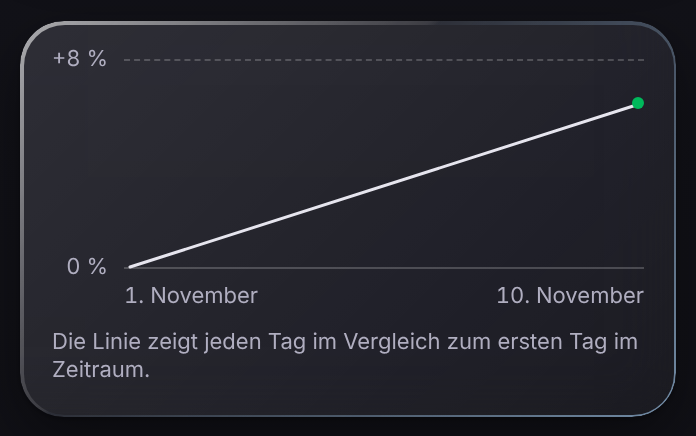 +8 %
0 %
1. November
10. November
Die Linie zeigt jeden Tag im Vergleich zum ersten Tag im
Zeitraum.